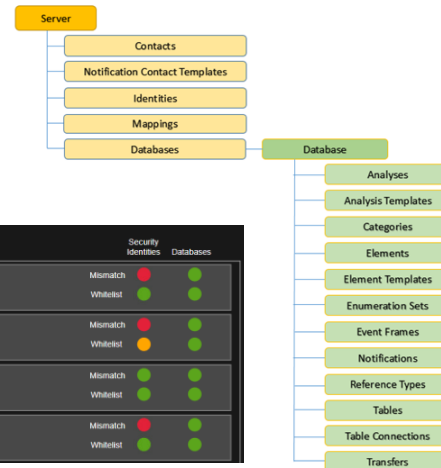 Server
Contacts
Notification Contact Templates
Identities
Mappings
Databases
Database
Analyses
Analysis Templates
Categories
Elements
Element Templates
Enumeration Sets
Event Frames
Notifications
Reference Types
Tables
Table Connections
Transfers
Security
Identities Databases
Mismatch
Whitelist
Mismatch
Whitelist
Mismatch
Whitelist
Mismatch
Whitelist